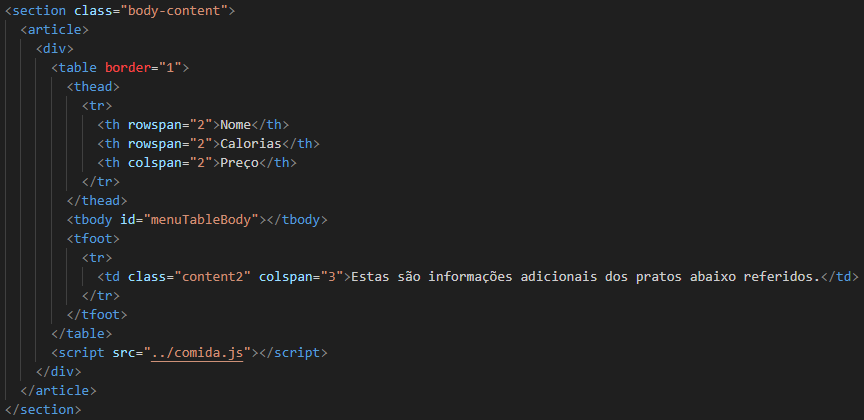 <section class="body-content">
<article>
<div>
<table border="1">
<thead>
<tr>
<th rowspan="2">Nome</th>
<th rowspan="2">Calorias</th>
<th colspan="2">Preço</th>
</tr>
</thead>
<tbody id="menuTableBody"></tbody>
<tfoot>
<tr>
<td class="content2" colspan="3">Estas são informações adicionais dos pratos abaixo referidos.</td>
</tr>
</tfoot>
</table>
<script src="../comida.js"></script>
</div>
</article>
</section>